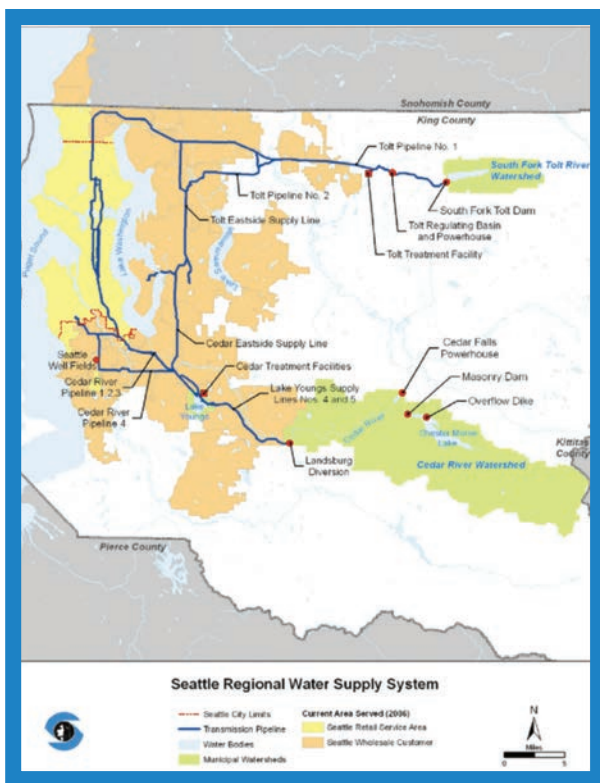 Snohomish County
King County
Tolt Pipeline No. 1
South Fork Tolt River
Watershed
Tolt Pipeline No. 2
South Fork Tolt Dam
Tolt Regulating Basin
and Powerhouse
Tolt Eastside Supply Line
Tolt Treatment Facility
Puget Sound
Lake Washington
Lake Sammamish
Cedar Eastside Supply Line
Seattle
Well Fields
Cedar Treatment Facilities
Cedar Falls
Powerhouse
Masonry Dam
Cedar River
Pipeline 1,2,3
Lake Youngs Supply
Lines Nos. 4 and 5
Overflow Dike
Cedar River
Pipeline 4
Lake
Youngs
Cedar River
Chester Morse
Lake
Kittitas
County
Landsburg
Diversion
Cedar River Watershed
Pierce County
Seattle Regional Water Supply System
Seattle City Limits
Transmission Pipeline
Water Bodies
Municipal Watersheds
Current Area Served (2006)
Seattle Retail Service Area
Seattle Wholesale Customer
N
Miles
0
5